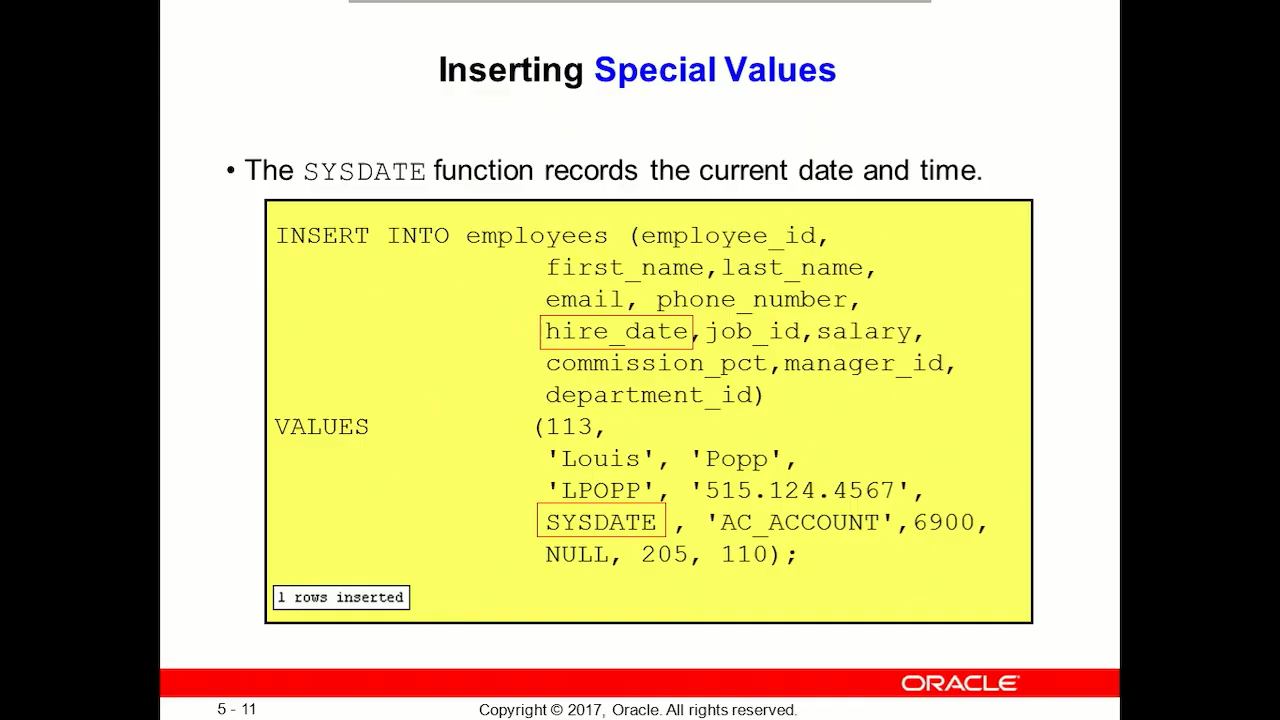 Inserting Special Values
• The SYSDATE function records the current date and time.
INSERT INTO employees (employee_id,
first_name,last_name,
email, phone_number,
hire_date,job_id,salary,
commission_pct,manager_id,
department_id)
VALUES (113,
'Louis', 'Popp',
'LPOPP', '515.124.4567',
SYSDATE , 'AC_ACCOUNT',6900,
NULL, 205, 110);
1 rows inserted
ORACLE
5 - 11 Copyright © 2017, Oracle. All rights reserved.